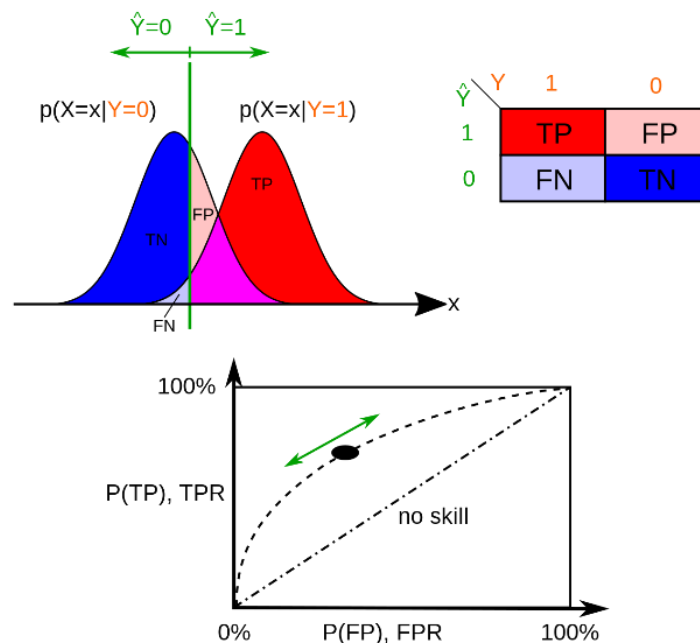 Ŷ=0 Ŷ=1
p(X=x|Y=0) p(X=x|Y=1)
TN
FP
TP
FN
x
Ŷ Y 1 0
1 TP FP
0 FN TN
100%
P(TP), TPR
no skill
0% P(FP), FPR 100%